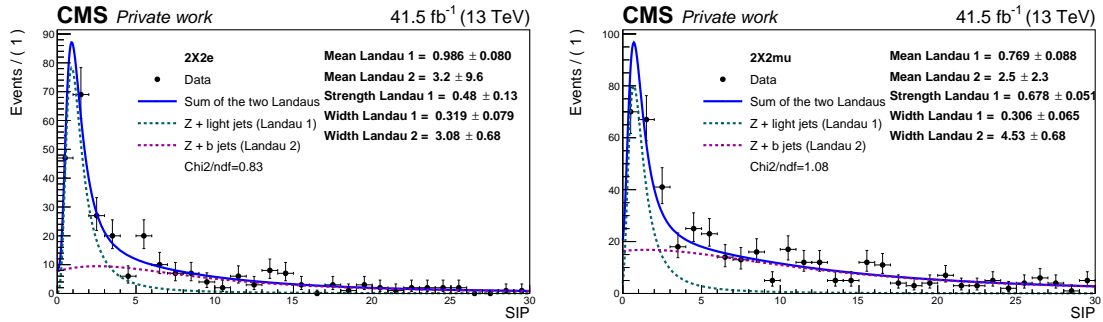 CMS Private work 41.5 fb-1 (13 TeV)
Events / ( 1 )
90
80
70
60
50
40
30
20
10
0
2X2e
Data
Sum of the two Landaus
Z + light jets (Landau 1)
Z + b jets (Landau 2)
Chi2/ndf=0.83
Mean Landau 1 = 0.986 ± 0.080
Mean Landau 2 = 3.2 ± 9.6
Strength Landau 1 = 0.48 ± 0.13
Width Landau 1 = 0.319 ± 0.079
Width Landau 2 = 3.08 ± 0.68
0 5 10 15 20 25 30
SIP
CMS Private work 41.5 fb-1 (13 TeV)
Events / ( 1 )
100
80
60
40
20
0
2X2mu
Data
Sum of the two Landaus
Z + light jets (Landau 1)
Z + b jets (Landau 2)
Chi2/ndf=1.08
Mean Landau 1 = 0.769 ± 0.088
Mean Landau 2 = 2.5 ± 2.3
Strength Landau 1 = 0.678 ± 0.051
Width Landau 1 = 0.306 ± 0.065
Width Landau 2 = 4.53 ± 0.68
0 5 10 15 20 25 30
SIP